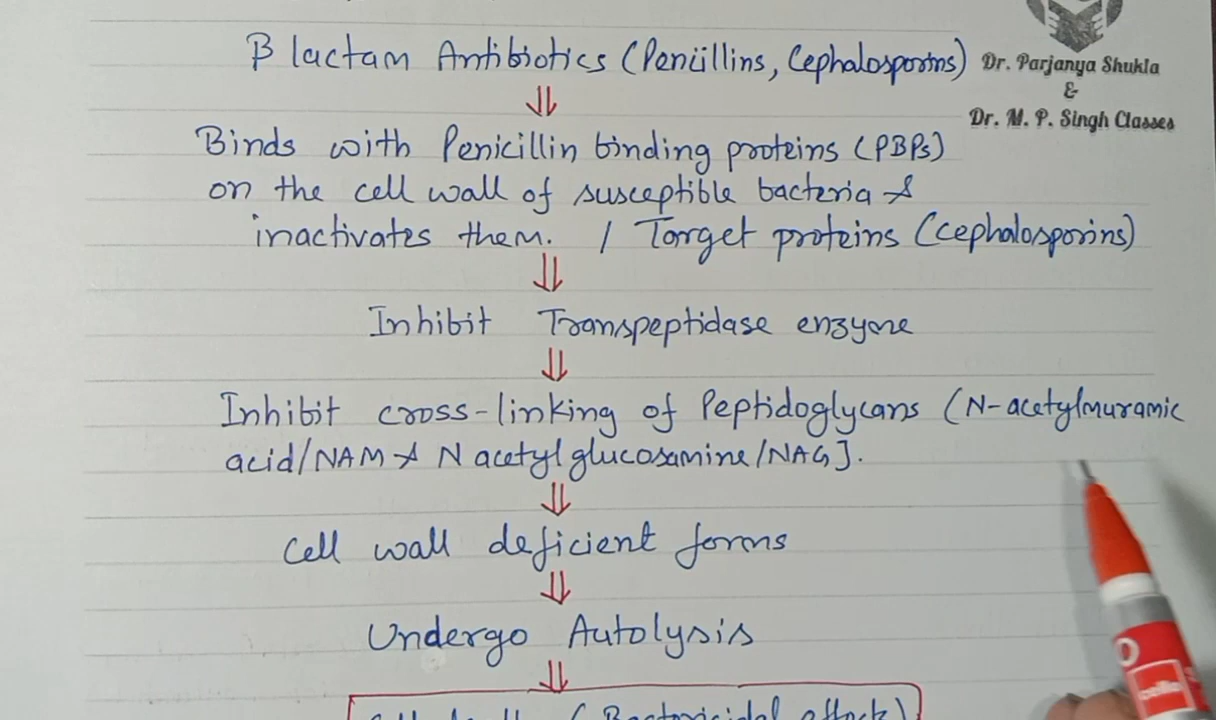 β lactam Antibiotics (Penicillins, Cephalosporins)
Dr. Parjanya Shukla
&
Dr. M. P. Singh Classes
⇓
Binds with Penicillin binding proteins (PBPs)
on the cell wall of susceptible bacteria &
inactivates them. / Target proteins (cephalosporins)
⇓
Inhibit Transpeptidase enzyme
⇓
Inhibit cross-linking of Peptidoglycans (N-acetylmuramic
acid/NAM & N acetyl glucosamine/NAG].
⇓
Cell wall deficient forms
⇓
Undergo Autolysis
⇓
(Bactericidal
cello